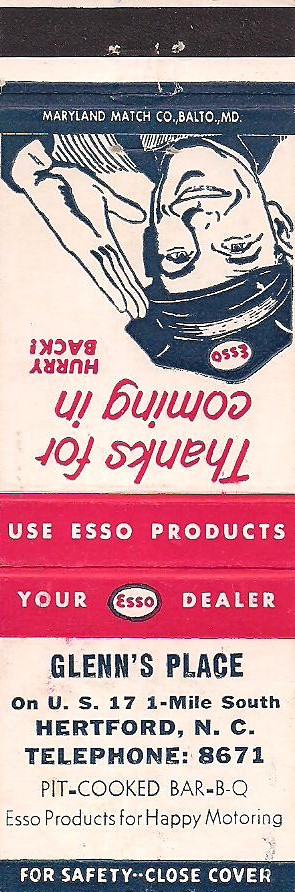 MARYLAND MATCH CO., BALTO., MD.
Thanks for
coming in
HURRY
BACK!
Esso
USE ESSO PRODUCTS
YOUR Esso DEALER
GLENN'S PLACE
On U. S. 17 1-Mile South
HERTFORD, N. C.
TELEPHONE: 8671
PIT-COOKED BAR-B-Q
Esso Products for Happy Motoring
FOR SAFETY--CLOSE COVER